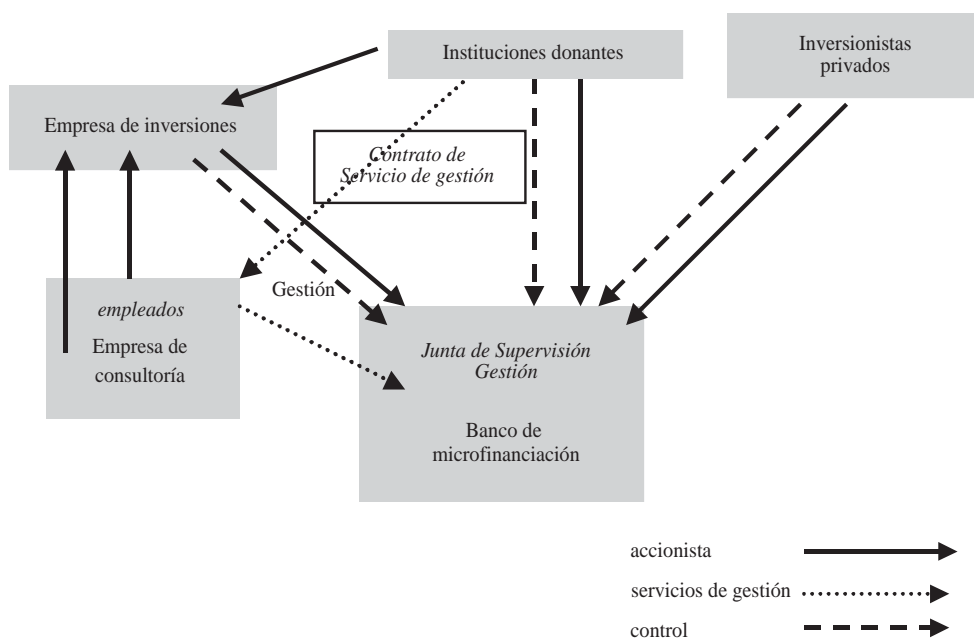 Instituciones donantes
Inversionistas
privados
Empresa de inversiones
Contrato de
Servicio de gestión
Gestión
empleados
Empresa de
consultoría
Junta de Supervisión
Gestión
Banco de
microfinanciación
accionista
servicios de gestión
control